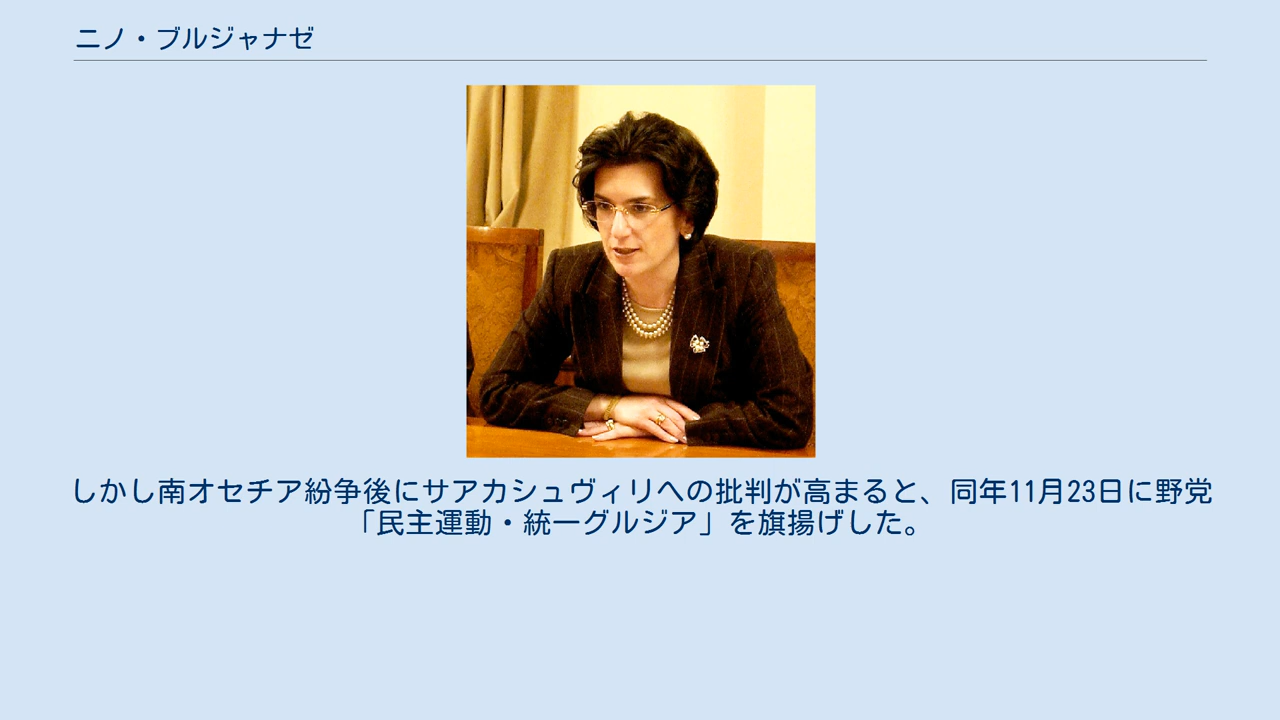 ニノ・ブルジャナゼ
しかし南オセチア紛争後にサアカシュヴィリへの批判が高まると、同年11月23日に野党
「民主運動・統一グルジア」を旗揚げした。